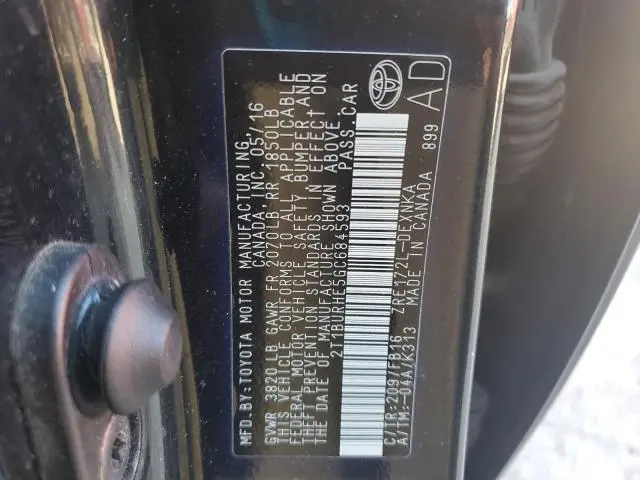 MFD.BY:TOYOTA MOTOR MANUFACTURING
CANADA, INC. 05/16
GVWR 3820 LB GAWR FR 2070LB RR 1850LB
THIS VEHICLE CONFORMS TO ALL APPLICABLE
FEDERAL MOTOR VEHICLE SAFETY, BUMPER AND
THEFT PREVENTION STANDARDS IN EFFECT ON
THE DATE OF MANUFACTURE SHOWN ABOVE.
2T1BURHE5GC684593 PASS.CAR
C/TR:209/FB16 ZRE172L-DEXNKA
A/TM:-04A/K313 MADE IN CANADA 899
AD